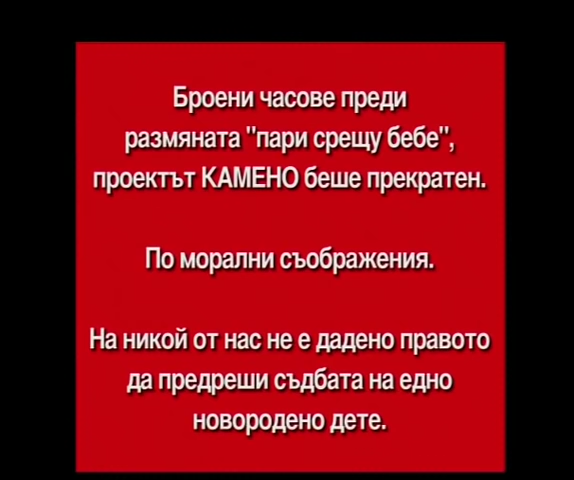 Броени часове преди
размяната "пари срещу бебе",
проектът КАМЕНО беше прекратен.
По морални съображения.
На никой от нас не е дадено правото
да предреши съдбата на едно
новородено дете.